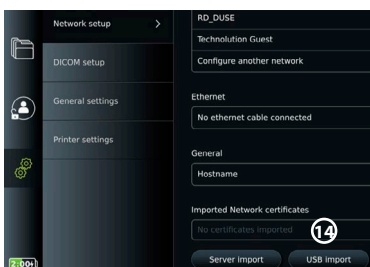 Network setup
DICOM setup
General settings
Printer settings
2:00
RD_DUSE
Technolution Guest
Configure another network
Ethernet
No ethernet cable connected
General
Hostname
Imported Network certificates
No certificates imported
14
Server import
USB import